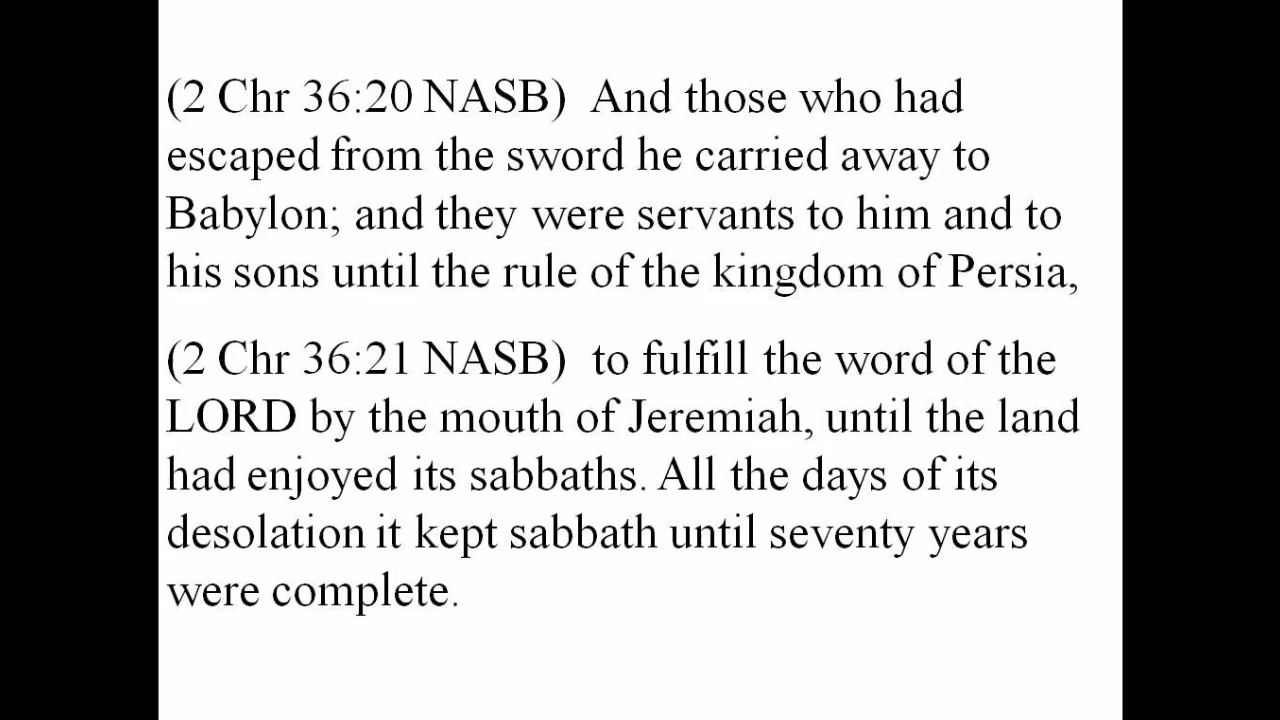 (2 Chr 36:20 NASB)  And those who had
escaped from the sword he carried away to
Babylon; and they were servants to him and to
his sons until the rule of the kingdom of Persia,
(2 Chr 36:21 NASB)  to fulfill the word of the
LORD by the mouth of Jeremiah, until the land
had enjoyed its sabbaths. All the days of its
desolation it kept sabbath until seventy years
were complete.